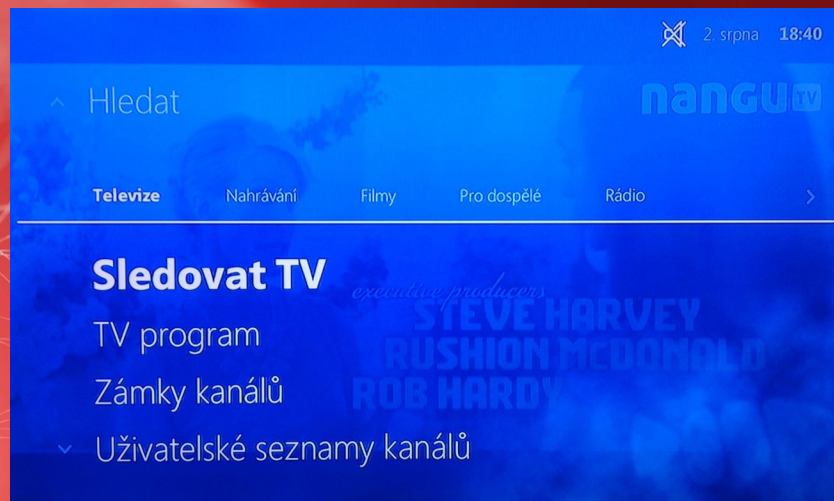 2. srpna 18:40
Hledat
nanGU TV
Televize Nahrávání Filmy Pro dospělé Rádio
Sledovat TV
executive producers
STEVE HARVEY
TV program
RUSHION MCDONALD
Zámky kanálů
ROB HARDY
Uživatelské seznamy kanálů